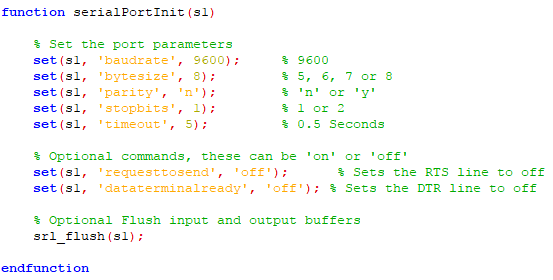 function serialPortInit(s1)
% Set the port parameters
set(s1, 'baudrate', 9600);     % 9600
set(s1, 'bytesize', 8);        % 5, 6, 7 or 8
set(s1, 'parity', 'n');        % 'n' or 'y'
set(s1, 'stopbits', 1);        % 1 or 2
set(s1, 'timeout', 5);         % 0.5 Seconds
% Optional commands, these can be 'on' or 'off'
set(s1, 'requesttosend', 'off');      % Sets the RTS line to off
set(s1, 'dataterminalready', 'off'); % Sets the DTR line to off
% Optional Flush input and output buffers
srl_flush(s1);
endfunction